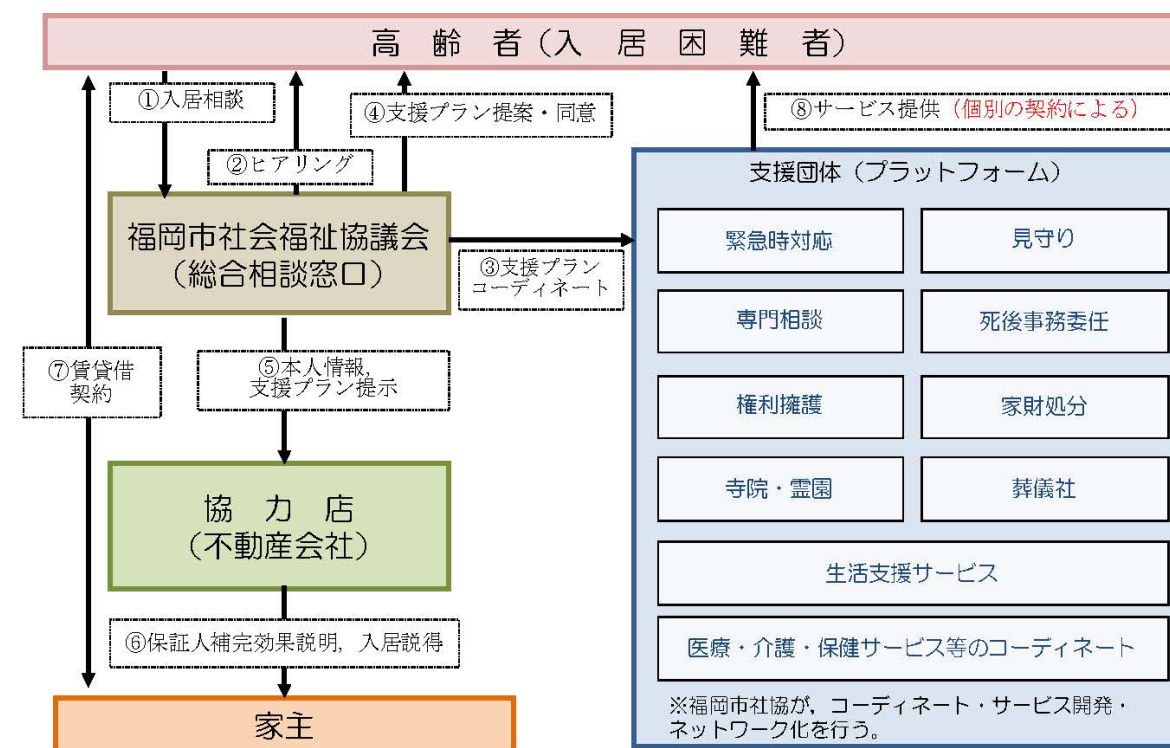 高齢者(入居困難者)
①入居相談
②ヒアリング
④支援プラン提案・同意
⑧サービス提供(個別の契約による)
福岡市社会福祉協議会
(総合相談窓口)
③支援プラン
コーディネート
⑤本人情報,
支援プラン提示
⑦賃貸借
契約
協力店
(不動産会社)
⑥保証人補完効果説明,入居説得
家主
支援団体(プラットフォーム)
緊急時対応
見守り
専門相談
死後事務委任
権利擁護
家財処分
寺院・霊園
葬儀社
生活支援サービス
医療・介護・保健サービス等のコーディネート
※福岡市社協が,コーディネート・サービス開発・
ネットワーク化を行う。